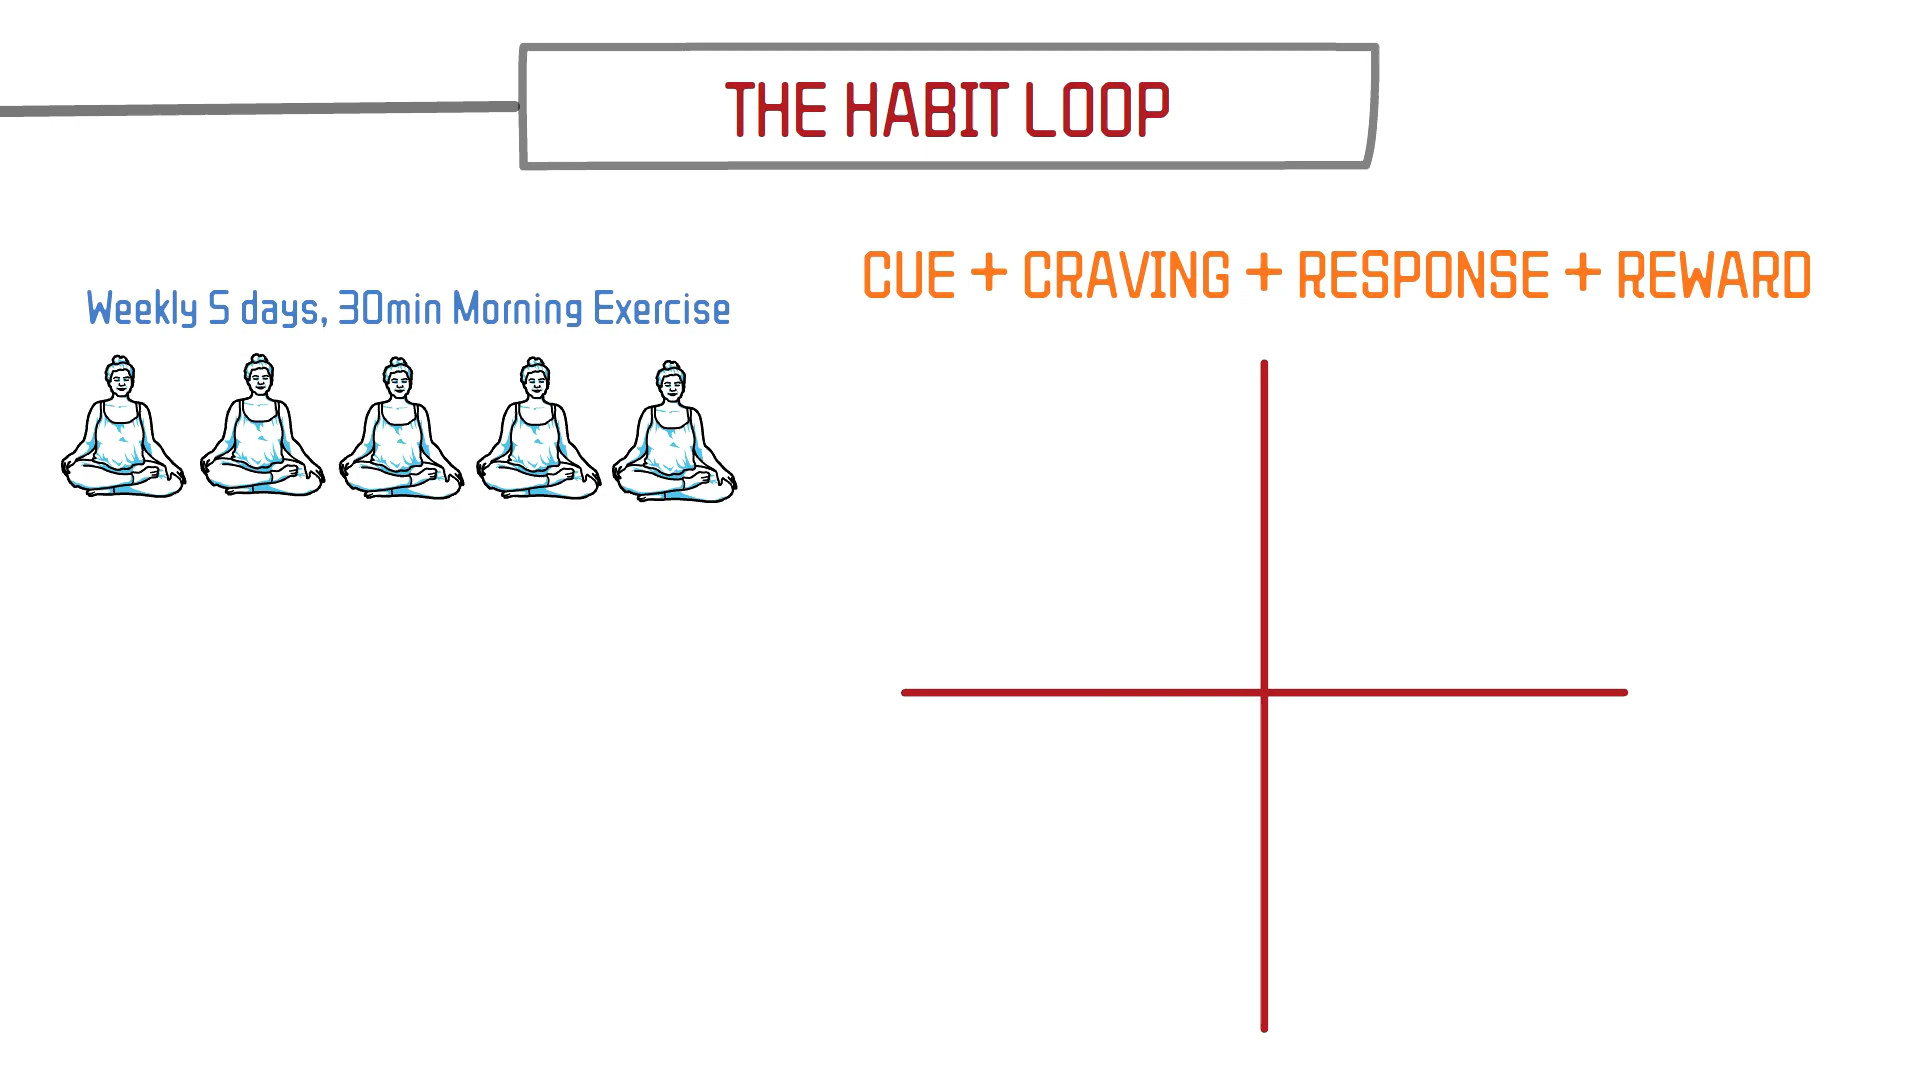 THE HABIT LOOP
CUE + CRAVING + RESPONSE + REWARD
Weekly 5 days, 30min Morning Exercise